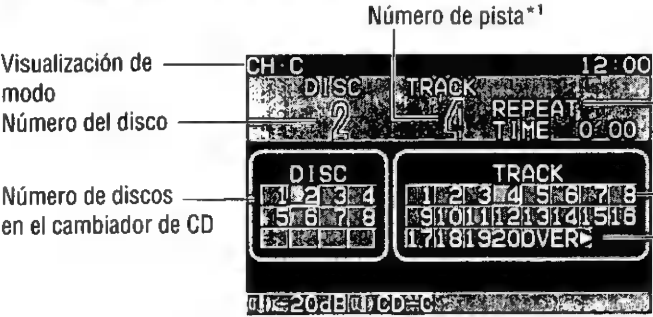 Número de pista*1
Visualización de modo
CH·C 12:00
DISC TRACK
Número del disco
2 4 REPEAT
TIME 0 00
DISC TRACK
Número de discos en el cambiador de CD
1 2 3 4 1 2 3 4 5 6 7 8
5 6 7 8 9 10 11 12 13 14 15 16
17 18 19 20 OVER